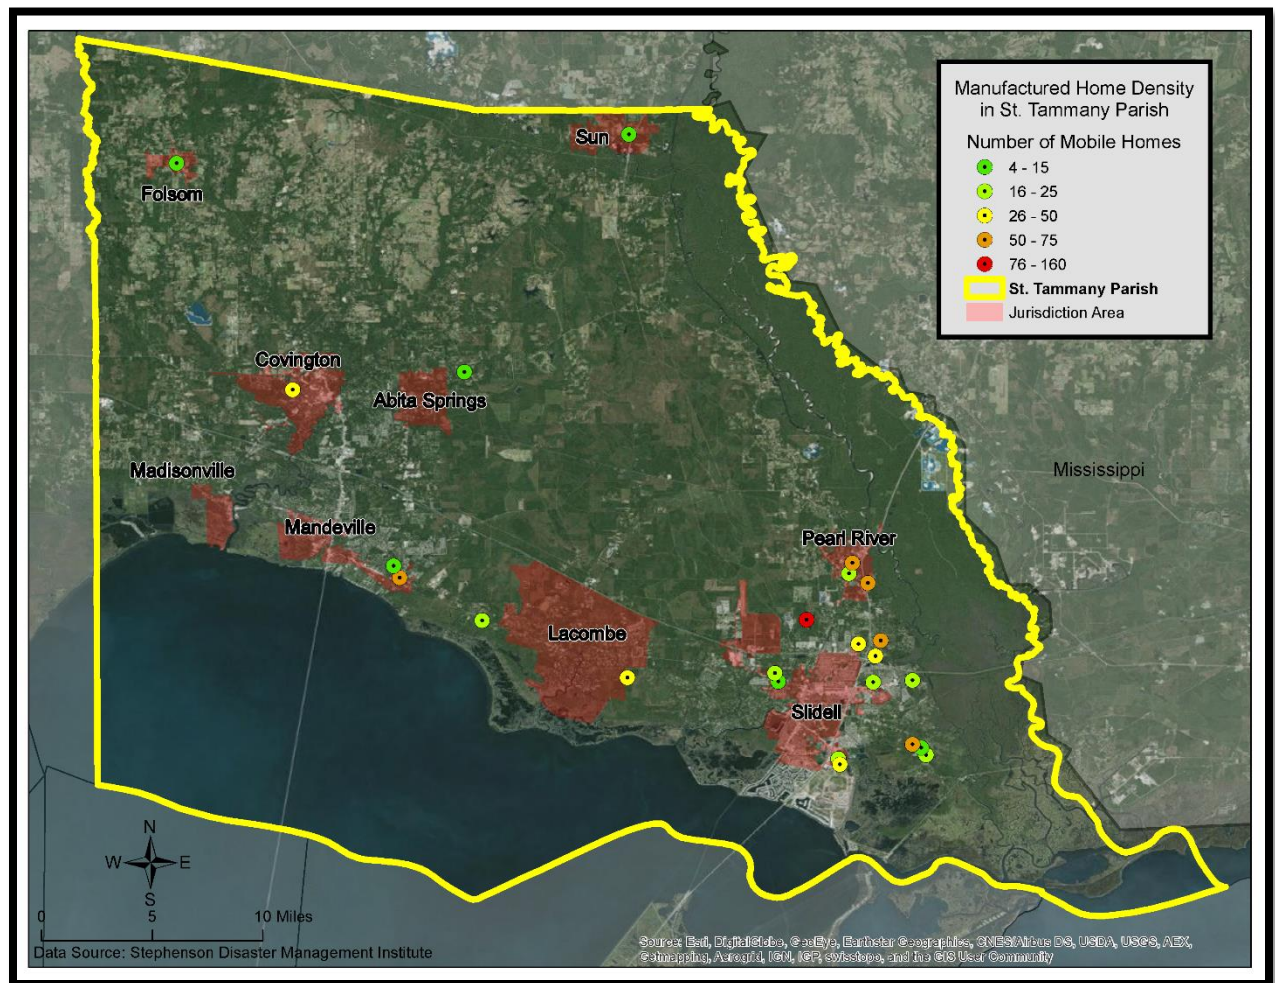 Manufactured Home Density
in St. Tammany Parish
Number of Mobile Homes
4 - 15
16 - 25
26 - 50
50 - 75
76 - 160
St. Tammany Parish
Jurisdiction Area
Sun
Folsom
Covington
Abita Springs
Madisonville
Mississippi
Mandeville
Pearl River
Lacombe
Slidell
N
W E
S
0 5 10 Miles
Data Source: Stephenson Disaster Management Institute
Source: Esri, DigitalGlobe, GeoEye, Earthstar Geographics, CNES/Airbus DS, USDA, USGS, AEX,
Getmapping, Aerogrid, IGN, IGP, swisstopo, and the GIS User Community